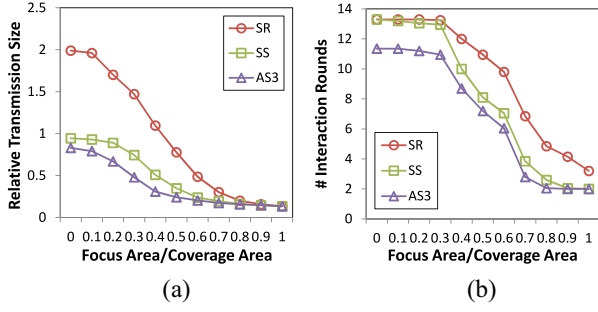 2.5
2
1.5
1
0.5
0
Relative Transmission Size
SR
SS
AS3
0 0.1 0.2 0.3 0.4 0.5 0.6 0.7 0.8 0.9 1
Focus Area/Coverage Area
(a)
14
12
10
8
6
4
2
0
# Interaction Rounds
SR
SS
AS3
0 0.1 0.2 0.3 0.4 0.5 0.6 0.7 0.8 0.9 1
Focus Area/Coverage Area
(b)